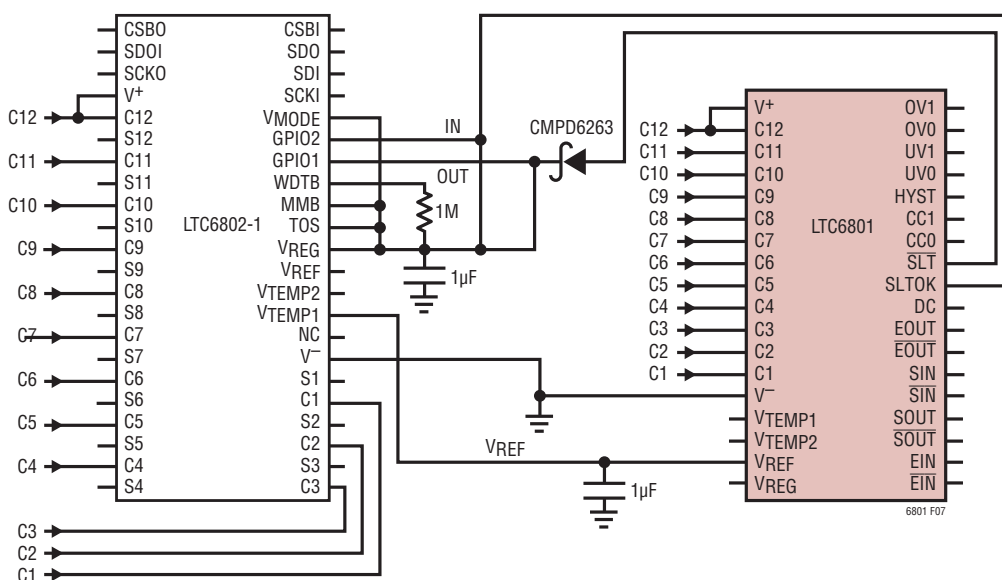 CSBO CSBI
SDOI SDO
SCKO SDI
V+ SCKI
C12 C12 VMODE
S12 GPIO2 IN
C11 C11 GPIO1 OUT
S11 WDTB
C10 C10 MMB 1M
S10 TOS
LTC6802-1
C9 C9 VREG
S9 VREF 1µF
C8 C8 VTEMP2
S8 VTEMP1
C7 C7 NC
S7 V–
C6 C6 S1
S6 C1
C5 C5 S2
S5 C2
C4 C4 S3
S4 C3
C3
C2
C1
CMPD6263
VREF
1µF
V+ OV1
C12 C12 OV0
C11 C11 UV1
C10 C10 UV0
C9 C9 HYST
C8 C8 CC1
LTC6801
C7 C7 CC0
C6 C6 SLT
C5 C5 SLTOK
C4 C4 DC
C3 C3 EOUT
C2 C2 EOUT
C1 C1 SIN
V– SIN
VTEMP1 SOUT
VTEMP2 SOUT
VREF EIN
VREG EIN
6801 F07